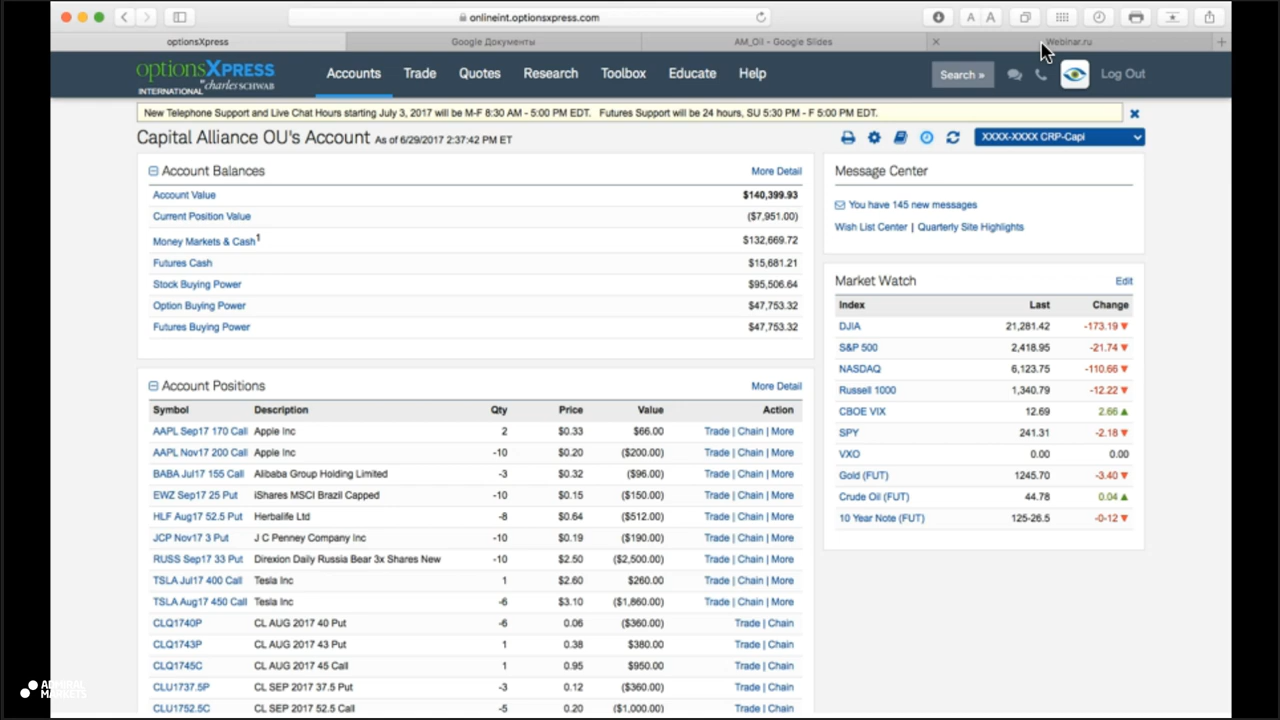 onlineint.optionsxpress.com
A A
optionsXpress Google Документы AM_Oil - Google Slides Webinar.ru
optionsXPRESS
INTERNATIONAL by charles SCHWAB
Accounts Trade Quotes Research Toolbox Educate Help Search » Log Out
New Telephone Support and Live Chat Hours starting July 3, 2017 will be M-F 8:30 AM - 5:00 PM EDT. Futures Support will be 24 hours, SU 5:30 PM - F 5:00 PM EDT.
Capital Alliance OU's Account As of 6/29/2017 2:37:42 PM ET XXXX-XXXX CRP-Capi
Account Balances More Detail
Account Value $140,399.93
Current Position Value ($7,951.00)
Money Markets & Cash1 $132,669.72
Futures Cash $15,681.21
Stock Buying Power $95,506.64
Option Buying Power $47,753.32
Futures Buying Power $47,753.32
Account Positions More Detail
Symbol Description Qty Price Value Action
AAPL Sep17 170 Call Apple Inc 2 $0.33 $66.00 Trade | Chain | More
AAPL Nov17 200 Call Apple Inc -10 $0.20 ($200.00) Trade | Chain | More
BABA Jul17 155 Call Alibaba Group Holding Limited -3 $0.32 ($96.00) Trade | Chain | More
EWZ Sep17 25 Put iShares MSCI Brazil Capped -10 $0.15 ($150.00) Trade | Chain | More
HLF Aug17 52.5 Put Herbalife Ltd -8 $0.64 ($512.00) Trade | Chain | More
JCP Nov17 3 Put J C Penney Company Inc -10 $0.19 ($190.00) Trade | Chain | More
RUSS Sep17 33 Put Direxion Daily Russia Bear 3x Shares New -10 $2.50 ($2,500.00) Trade | Chain | More
TSLA Jul17 400 Call Tesla Inc 1 $2.60 $260.00 Trade | Chain | More
TSLA Aug17 450 Call Tesla Inc -6 $3.10 ($1,860.00) Trade | Chain | More
CLQ1740P CL AUG 2017 40 Put -6 0.06 ($360.00) Trade | Chain
CLQ1743P CL AUG 2017 43 Put 1 0.38 $380.00 Trade | Chain
CLQ1745C CL AUG 2017 45 Call 1 0.95 $950.00 Trade | Chain
CLU1737.5P CL SEP 2017 37.5 Put -3 0.12 ($360.00) Trade | Chain
CLU1752.5C CL SEP 2017 52.5 Call -5 0.20 ($1,000.00) Trade | Chain
Message Center
You have 145 new messages
Wish List Center | Quarterly Site Highlights
Market Watch Edit
Index Last Change
DJIA 21,281.42 -173.19
S&P 500 2,418.95 -21.74
NASDAQ 6,123.75 -110.66
Russell 1000 1,340.79 -12.22
CBOE VIX 12.69 2.66
SPY 241.31 -2.18
VXO 0.00 0.00
Gold (FUT) 1245.70 -3.40
Crude Oil (FUT) 44.78 0.04
10 Year Note (FUT) 125-26.5 -0-12
ADMIRAL
MARKETS